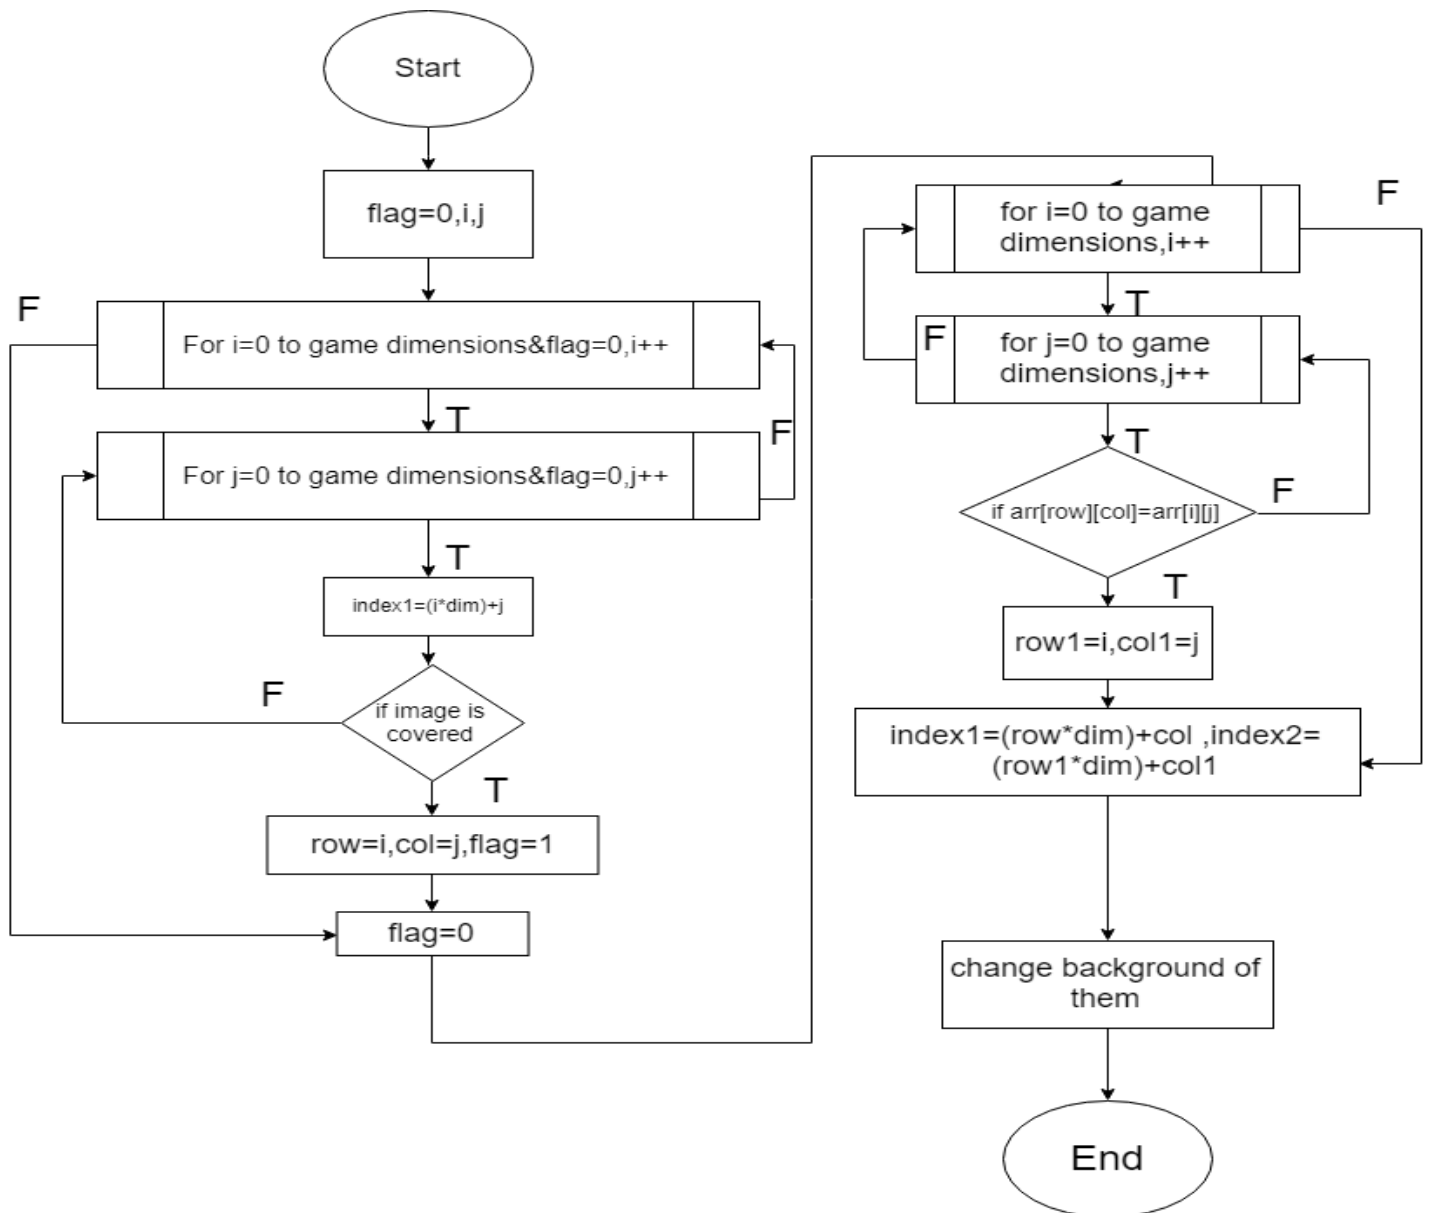 Start
flag=0,i,j
F
For i=0 to game dimensions&flag=0,i++
T
F
For j=0 to game dimensions&flag=0,j++
T
index1=(i*dim)+j
F
if image is
covered
T
row=i,col=j,flag=1
flag=0
F
for i=0 to game
dimensions,i++
T
F
for j=0 to game
dimensions,j++
T
F
if arr[row][col]=arr[i][j]
T
row1=i,col1=j
index1=(row*dim)+col ,index2=
(row1*dim)+col1
change background of
them
End